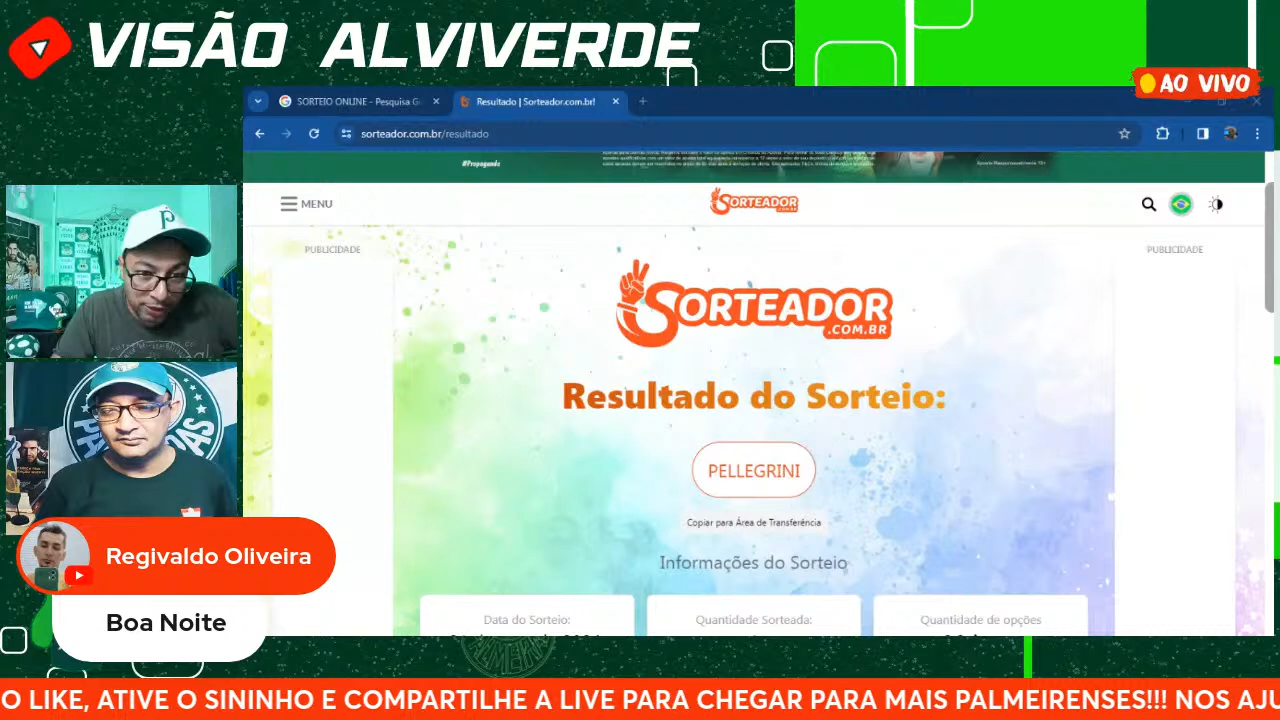 VISÃO ALVIVERDE
AO VIVO
SORTEIO ONLINE - Pesquisa G
Resultado | Sorteador.com.br!
sorteador.com.br/resultado
#Propaganda
MENU
SORTEADOR
.COM.BR
PUBLICIDADE
PUBLICIDADE
SORTEADOR
.COM.BR
Resultado do Sorteio:
PELLEGRINI
Copiar para Área de Transferência
Informações do Sorteio
Data do Sorteio:
Quantidade Sorteada:
Quantidade de opções
Regivaldo Oliveira
Boa Noite
O LIKE, ATIVE O SININHO E COMPARTILHE A LIVE PARA CHEGAR PARA MAIS PALMEIRENSES!!! NOS AJU